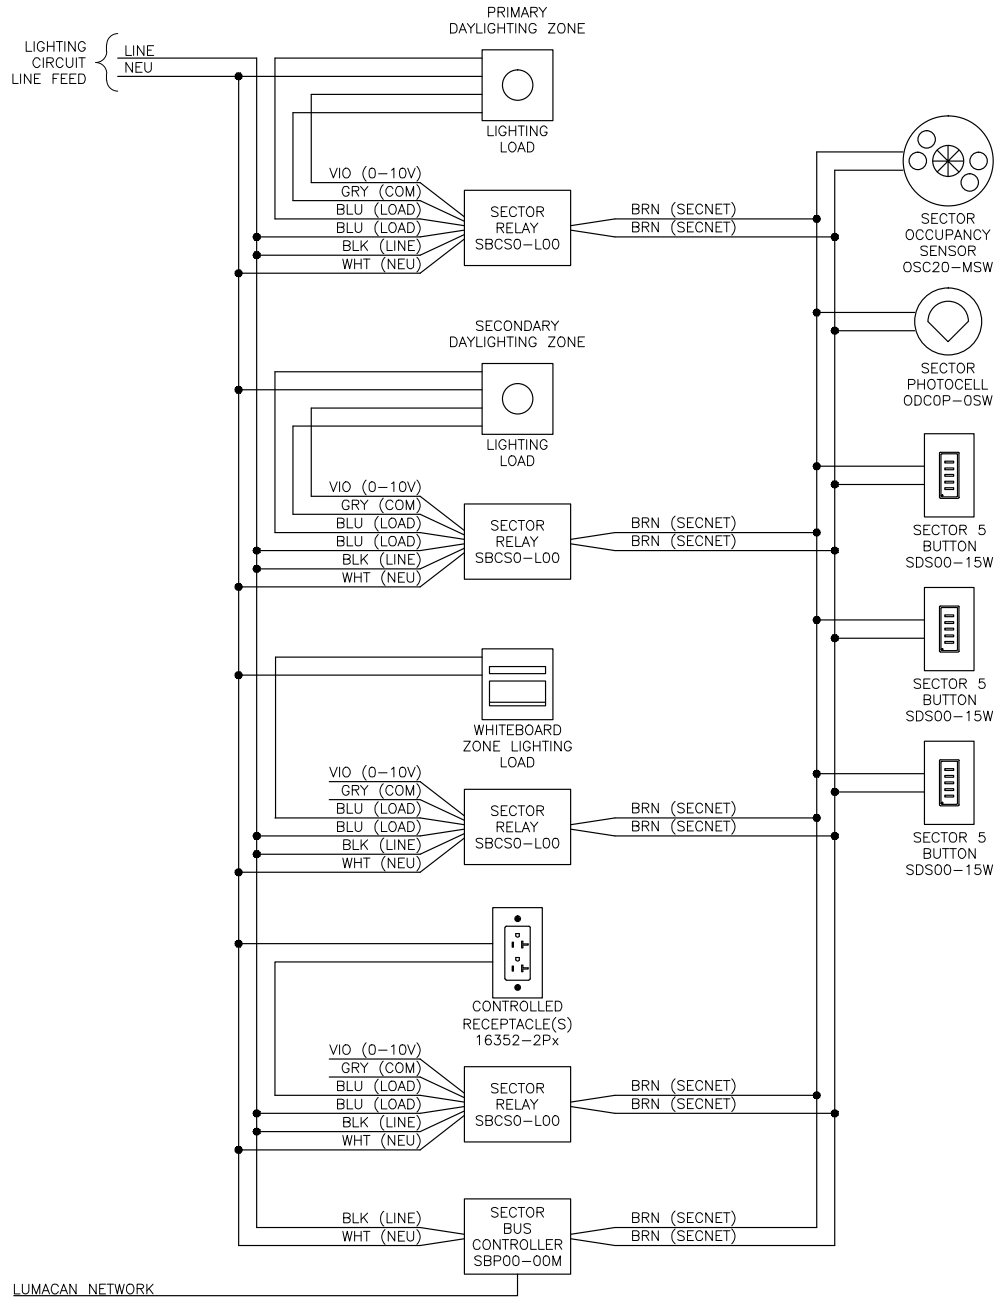 PRIMARY
DAYLIGHTING ZONE
LIGHTING
CIRCUIT
LINE FEED
LINE
NEU
LIGHTING
LOAD
VIO (0-10V)
GRY (COM)
BLU (LOAD)
BLU (LOAD)
BLK (LINE)
WHT (NEU)
SECTOR
RELAY
SBCS0-L00
BRN (SECNET)
BRN (SECNET)
SECTOR
OCCUPANCY
SENSOR
OSC20-MSW
SECONDARY
DAYLIGHTING ZONE
LIGHTING
LOAD
SECTOR
PHOTOCELL
ODC0P-0SW
VIO (0-10V)
GRY (COM)
BLU (LOAD)
BLU (LOAD)
BLK (LINE)
WHT (NEU)
SECTOR
RELAY
SBCS0-L00
BRN (SECNET)
BRN (SECNET)
SECTOR 5
BUTTON
SDS00-15W
SECTOR 5
BUTTON
SDS00-15W
WHITEBOARD
ZONE LIGHTING
LOAD
VIO (0-10V)
GRY (COM)
BLU (LOAD)
BLU (LOAD)
BLK (LINE)
WHT (NEU)
SECTOR
RELAY
SBCS0-L00
BRN (SECNET)
BRN (SECNET)
SECTOR 5
BUTTON
SDS00-15W
CONTROLLED
RECEPTACLE(S)
16352-2Px
VIO (0-10V)
GRY (COM)
BLU (LOAD)
BLU (LOAD)
BLK (LINE)
WHT (NEU)
SECTOR
RELAY
SBCS0-L00
BRN (SECNET)
BRN (SECNET)
BLK (LINE)
WHT (NEU)
SECTOR
BUS
CONTROLLER
SBP00-00M
BRN (SECNET)
BRN (SECNET)
LUMACAN NETWORK